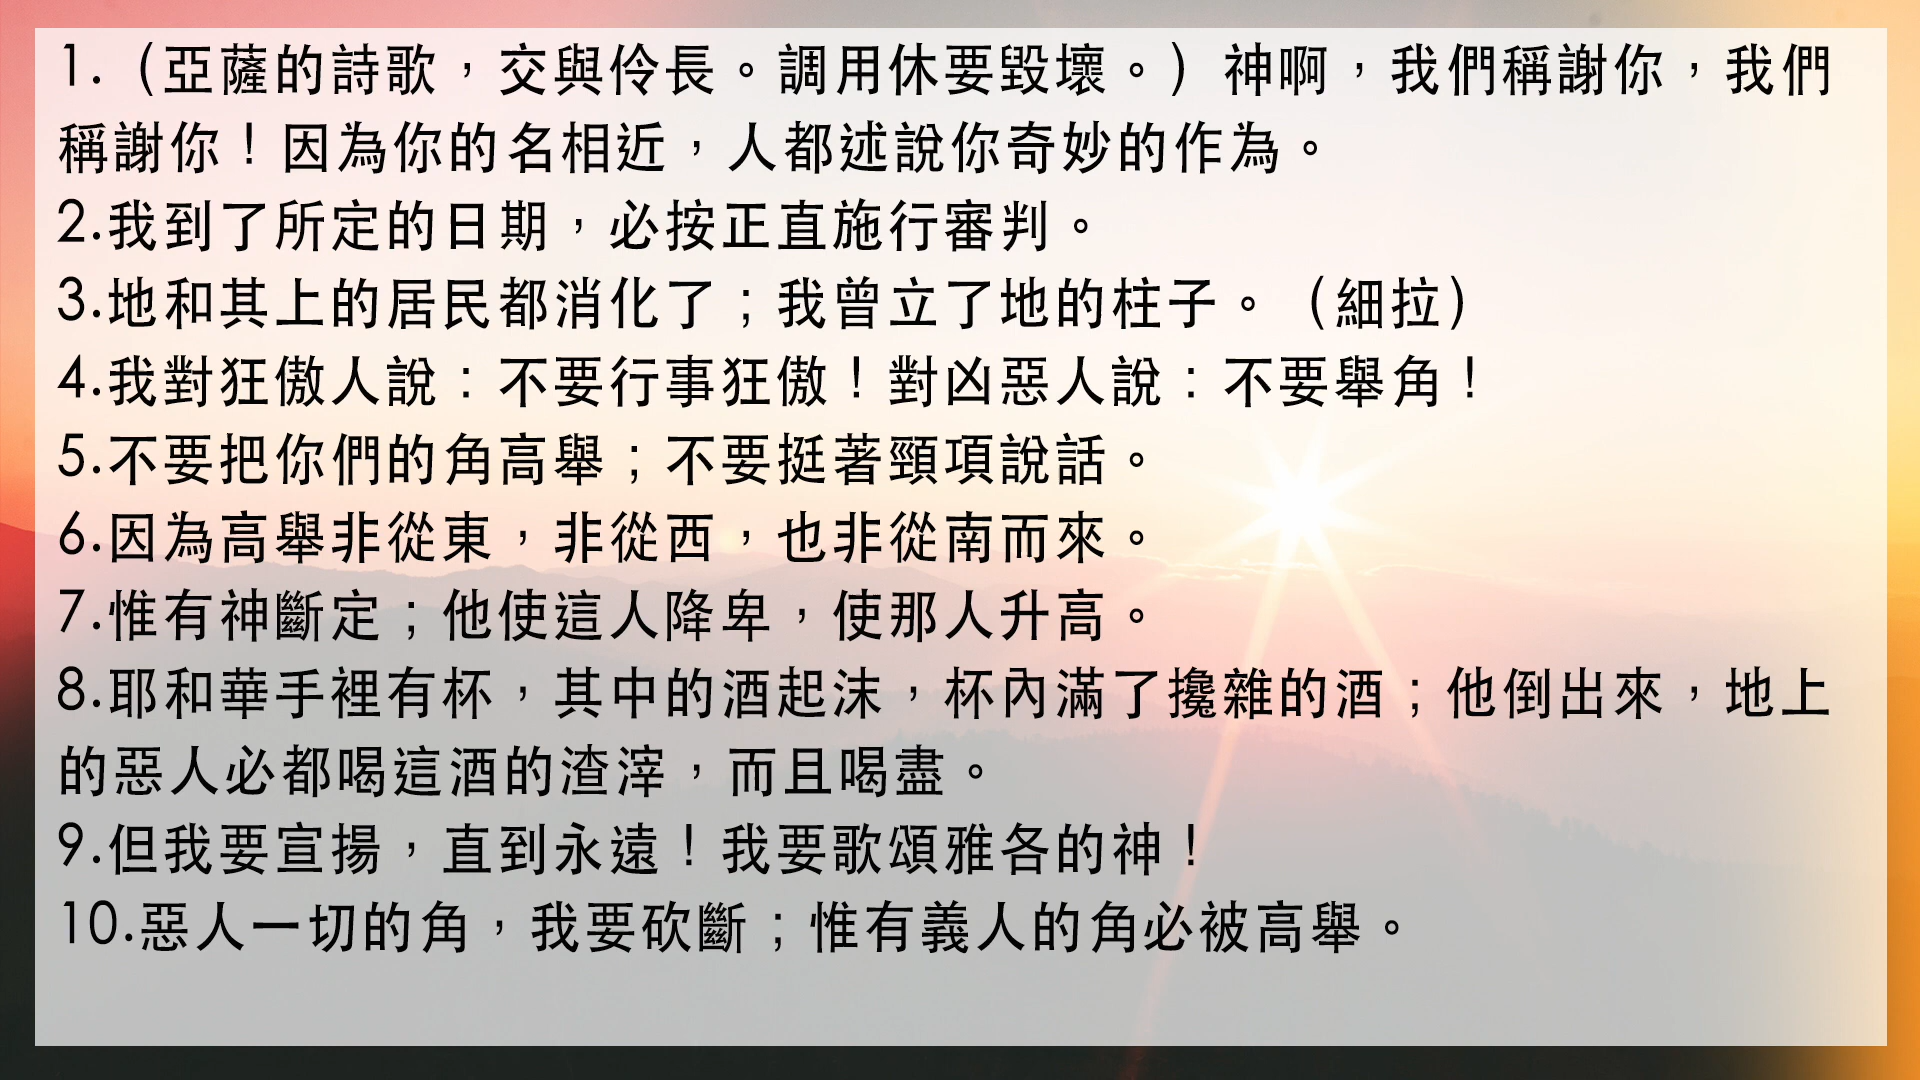 1.（亞薩的詩歌，交與伶長。調用休要毀壞。）神啊，我們稱謝你，我們
稱謝你！因為你的名相近，人都述說你奇妙的作為。
2.我到了所定的日期，必按正直施行審判。
3.地和其上的居民都消化了；我曾立了地的柱子。（細拉）
4.我對狂傲人說：不要行事狂傲！對凶惡人說：不要舉角！
5.不要把你們的角高舉；不要挺著頸項說話。
6.因為高舉非從東，非從西，也非從南而來。
7.惟有神斷定；他使這人降卑，使那人升高。
8.耶和華手裡有杯，其中的酒起沫，杯內滿了攙雜的酒；他倒出來，地上
的惡人必都喝這酒的渣滓，而且喝盡。
9.但我要宣揚，直到永遠！我要歌頌雅各的神！
10.惡人一切的角，我要砍斷；惟有義人的角必被高舉。